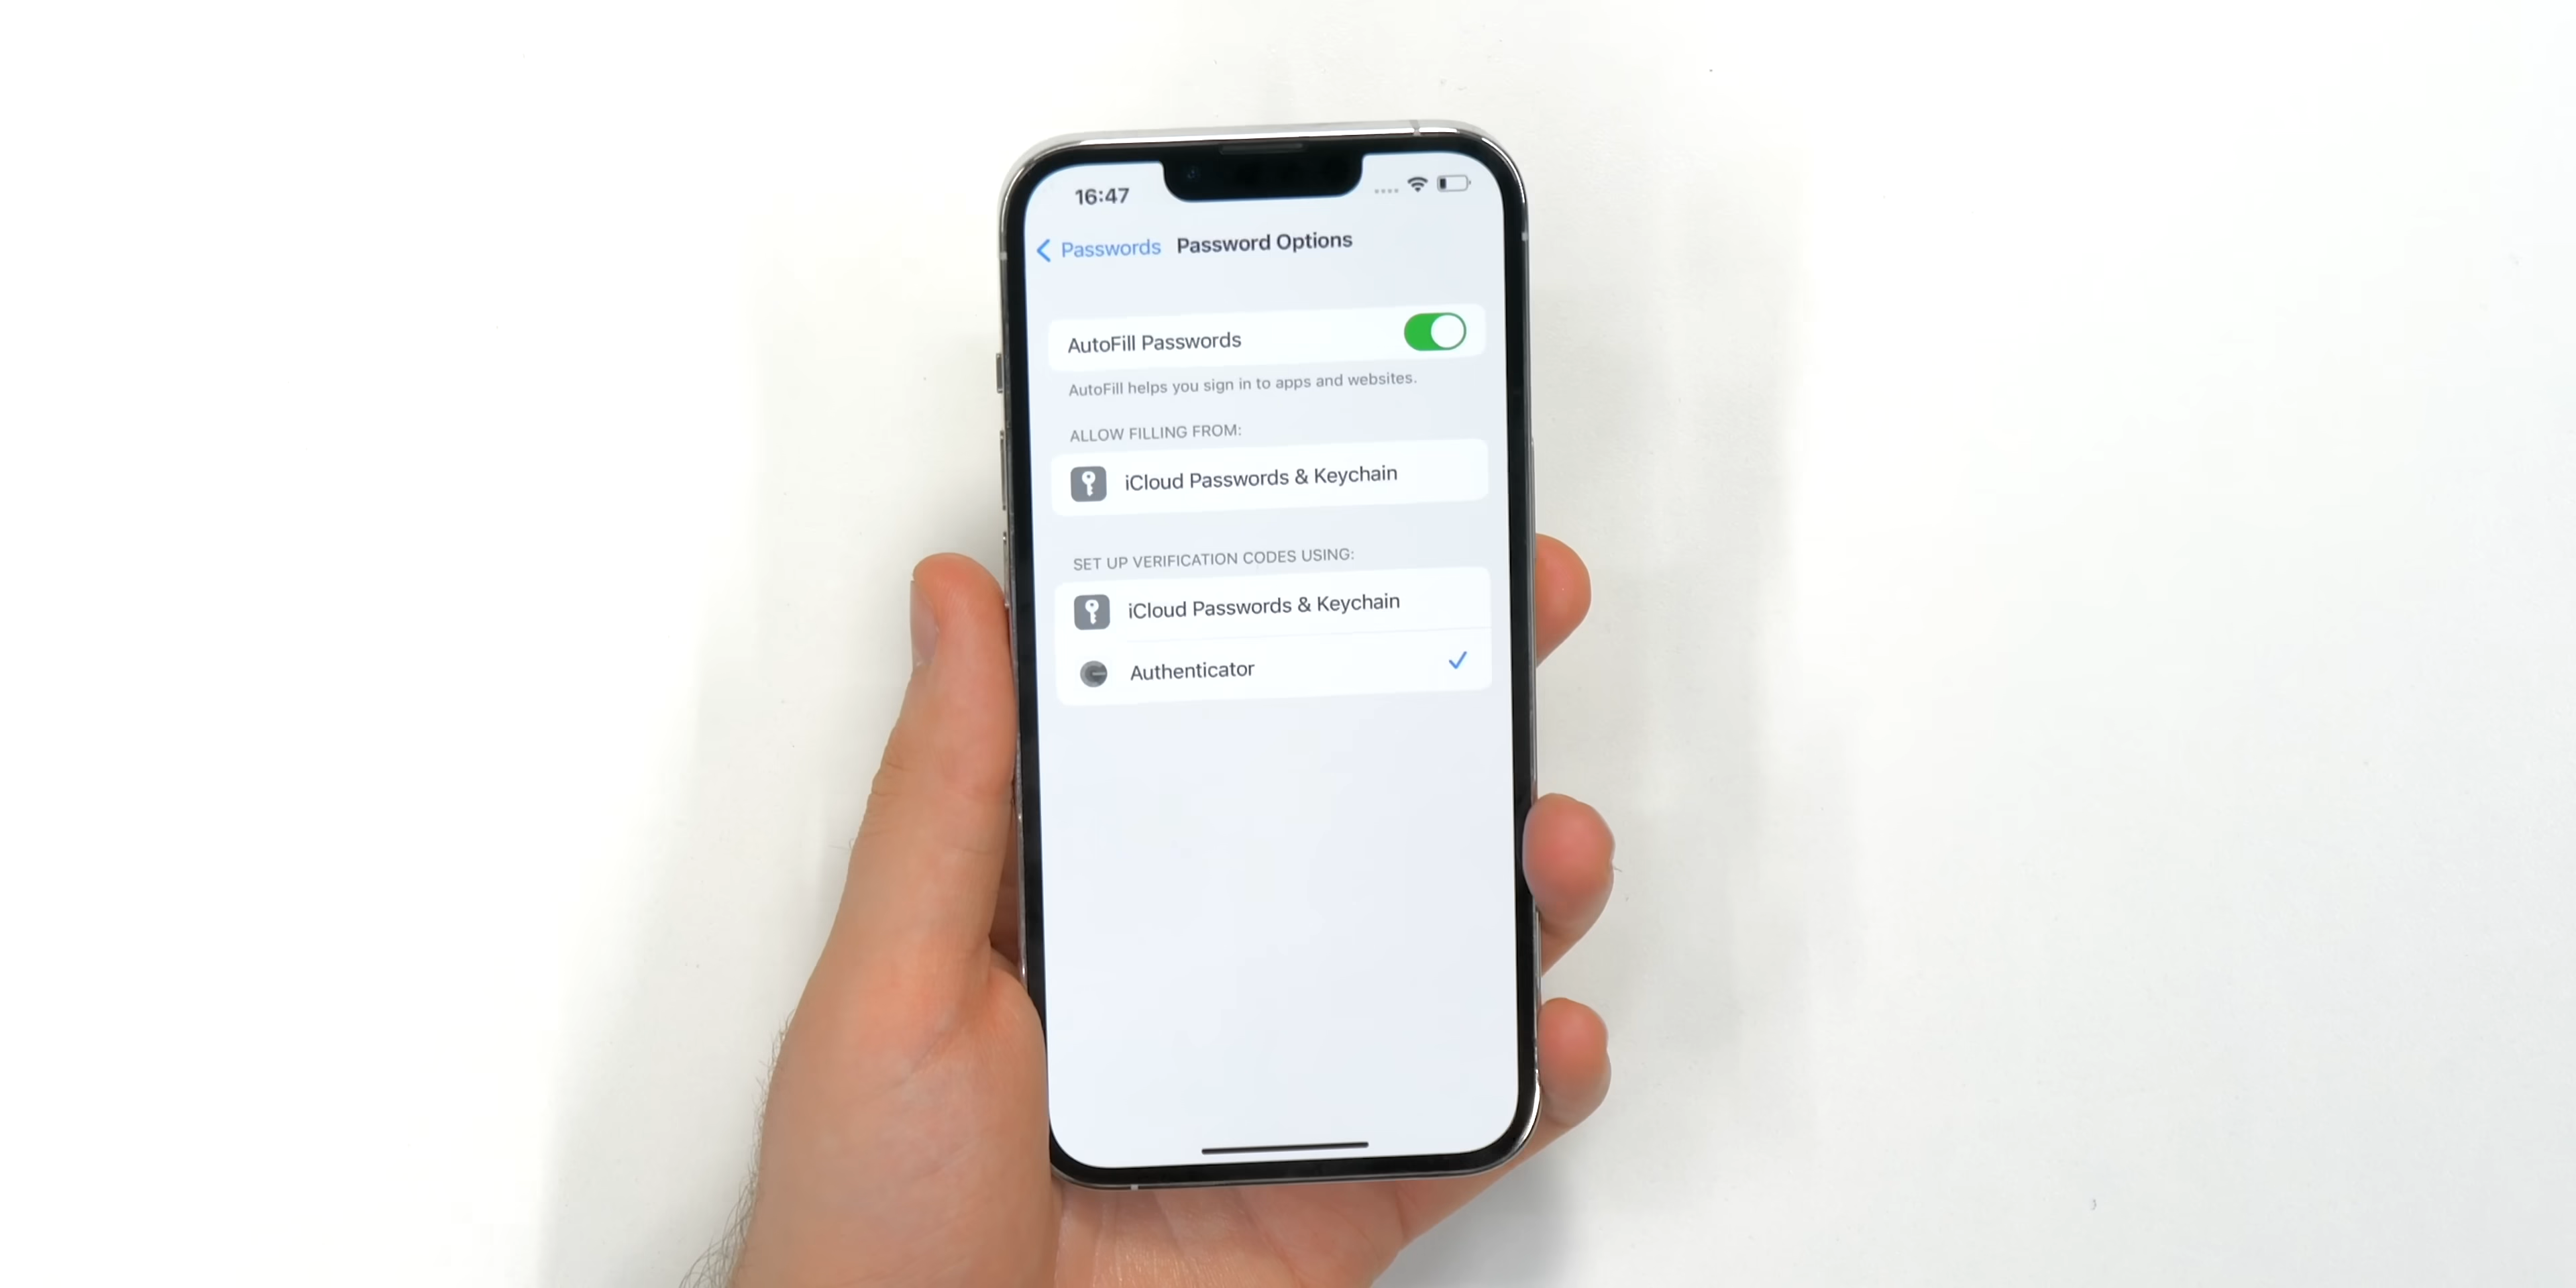 16:47
Passwords Password Options
AutoFill Passwords
AutoFill helps you sign in to apps and websites.
ALLOW FILLING FROM:
iCloud Passwords & Keychain
SET UP VERIFICATION CODES USING:
iCloud Passwords & Keychain
Authenticator